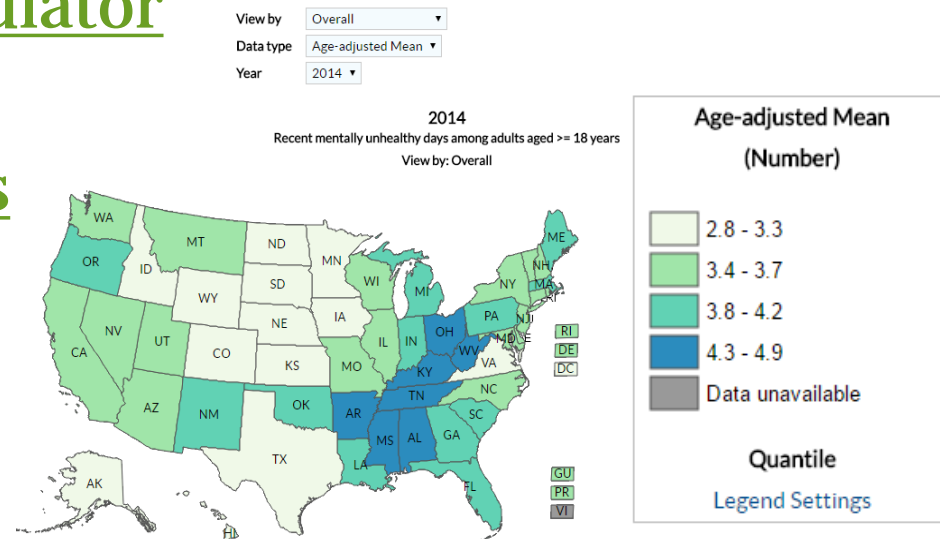 ulator
s
View by Overall
Data type Age-adjusted Mean
Year 2014
2014
Recent mentally unhealthy days among adults aged >= 18 years
View by: Overall
Age-adjusted Mean
(Number)
2.8 - 3.3
3.4 - 3.7
3.8 - 4.2
4.3 - 4.9
Data unavailable
Quantile
Legend Settings
WA
MT
ND
MN
ME
OR
ID
SD
WI
MI
NY
NH
MA
RI
WY
NE
IA
PA
NJ
NV
UT
CO
KS
MO
IL
IN
OH
WV
VA
MD
DE
RI
DE
DC
CA
AZ
NM
OK
AR
KY
TN
NC
SC
MS
AL
GA
TX
LA
FL
AK
HI
GU
PR
VI